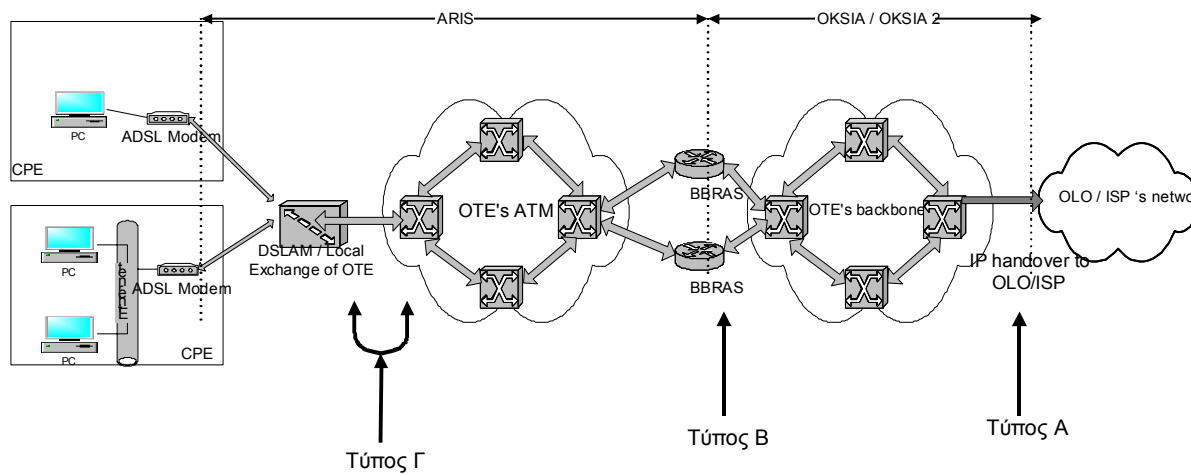 ARIS
OKSIA / OKSIA 2
PC
ADSL Modem
CPE
OTE's ATM
BBRAS
OTE's backbone
OLO / ISP 's netwo
DSLAM / Local
Exchange of OTE
PC
ADSL Modem
BBRAS
IP handover to
OLO/ISP
PC
CPE
Τύπος Γ
Τύπος Β
Τύπος Α